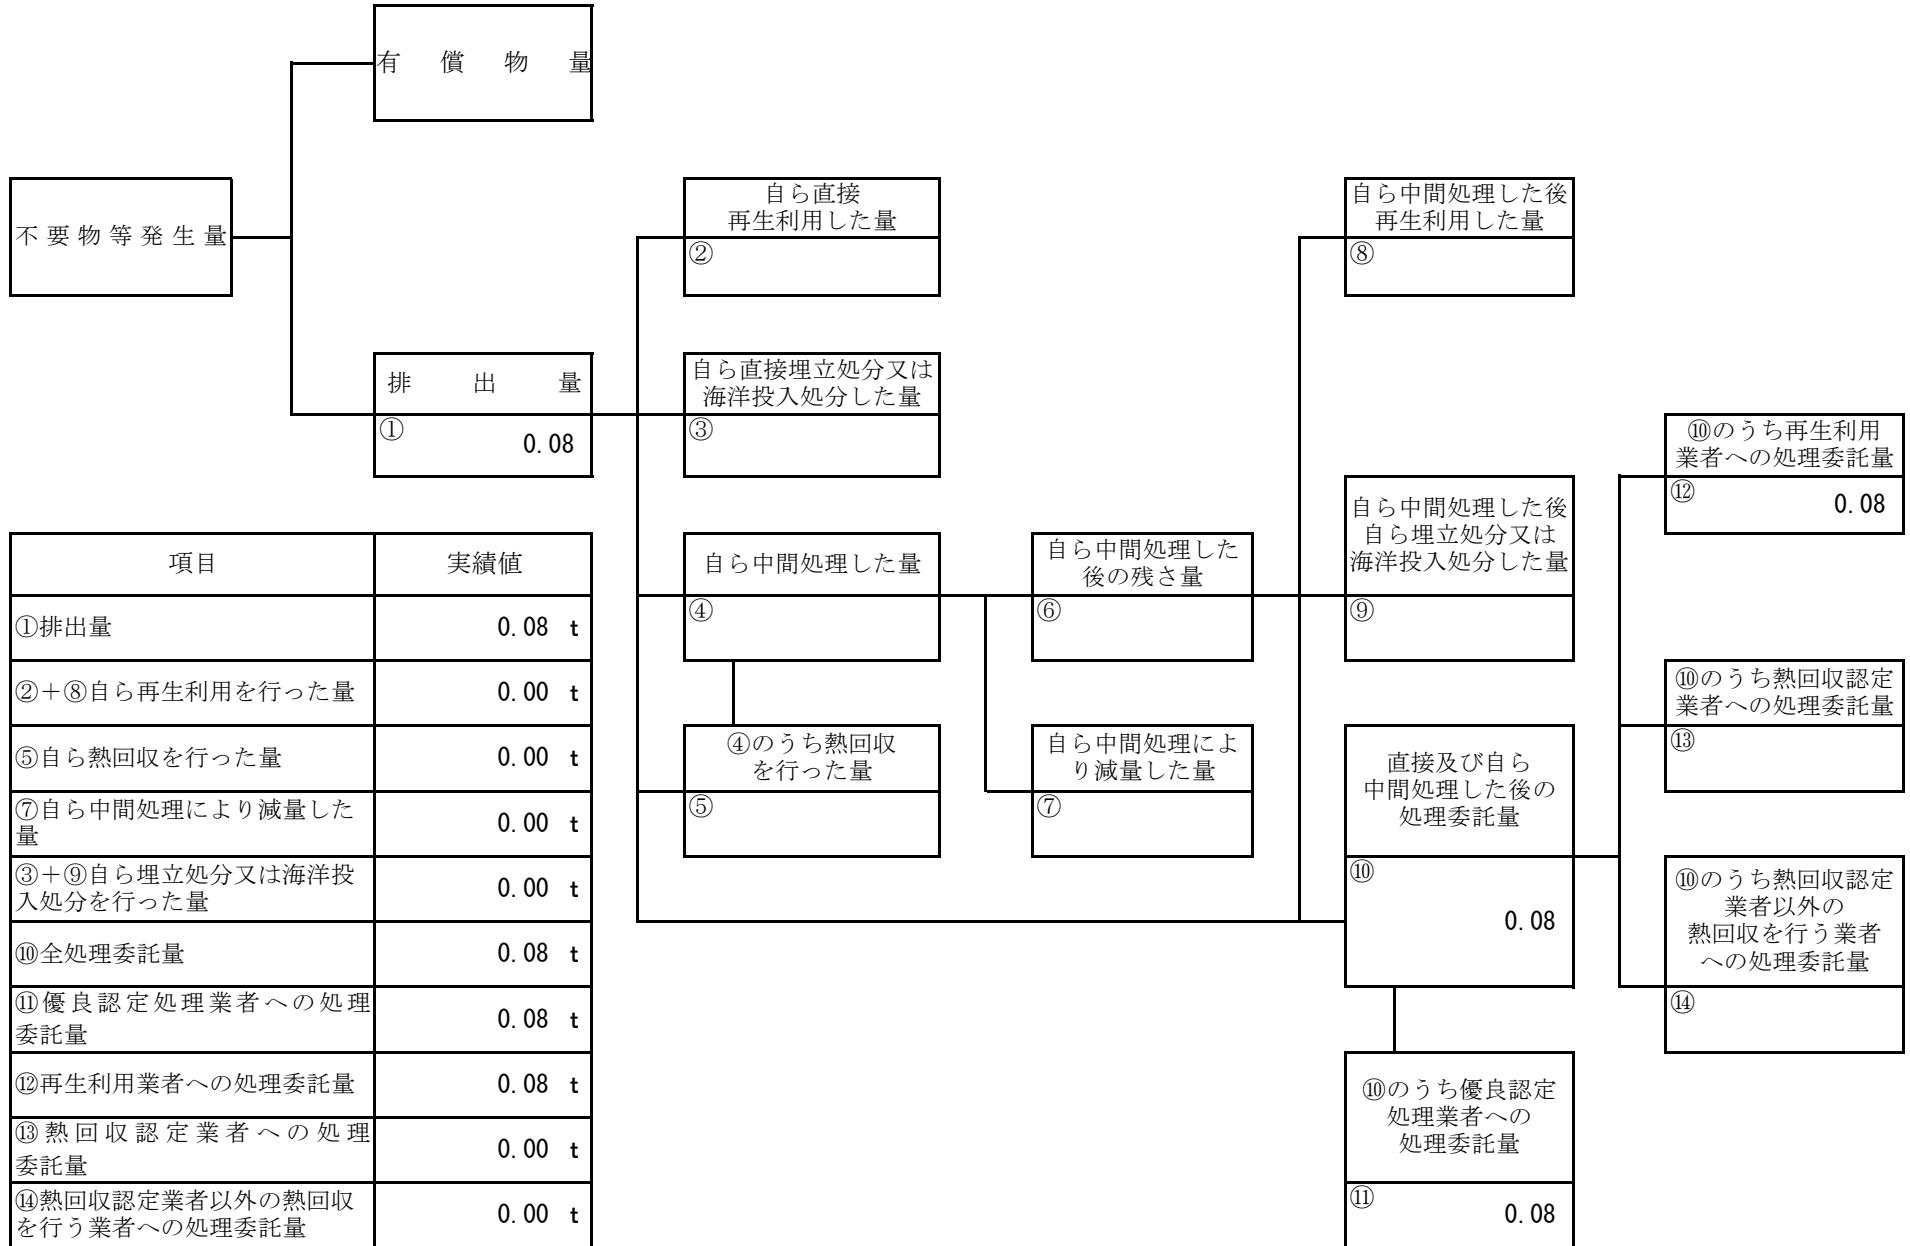 有償物量
不要物等発生量
排出量
①
0.08
自ら直接
再生利用した量
②
自ら直接埋立処分又は
海洋投入処分した量
③
自ら中間処理した量
④
④のうち熱回収
を行った量
⑤
自ら中間処理した
後の残さ量
⑥
自ら中間処理によ
り減量した量
⑦
自ら中間処理した後
再生利用した量
⑧
自ら中間処理した後
自ら埋立処分又は
海洋投入処分した量
⑨
直接及び自ら
中間処理した後の
処理委託量
⑩
0.08
⑩のうち優良認定
処理業者への
処理委託量
⑪
0.08
⑩のうち再生利用
業者への処理委託量
⑫
0.08
⑩のうち熱回収認定
業者への処理委託量
⑬
⑩のうち熱回収認定
業者以外の
熱回収を行う業者
への処理委託量
⑭
項目 実績値
①排出量 0.08 t
②+⑧自ら再生利用を行った量 0.00 t
⑤自ら熱回収を行った量 0.00 t
⑦自ら中間処理により減量した
量 0.00 t
③+⑨自ら埋立処分又は海洋投
入処分を行った量 0.00 t
⑩全処理委託量 0.08 t
⑪優良認定処理業者への処理
委託量 0.08 t
⑫再生利用業者への処理委託量 0.08 t
⑬熱回収認定業者への処理
委託量 0.00 t
⑭熱回収認定業者以外の熱回収
を行う業者への処理委託量 0.00 t